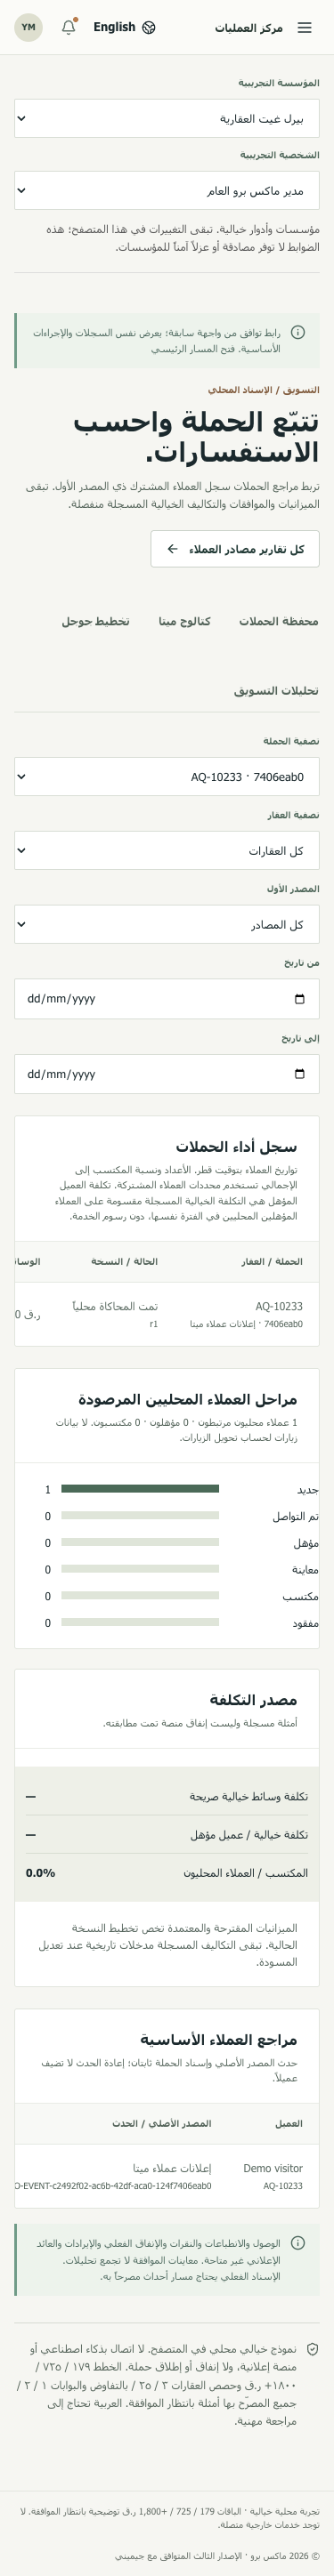 مركز العمليات
English
YM
المؤسسة التجريبية
بيرل غيت العقارية
الشخصية التجريبية
مدير ماكس برو العام
مؤسسات وأدوار خيالية. تبقى التغييرات في هذا المتصفح؛ هذه
الضوابط لا توفر مصادقة أو عزلاً آمناً للمؤسسات.
رابط توافق من واجهة سابقة؛ يعرض نفس السجلات والإجراءات
الأساسية. فتح المسار الرئيسي
التسويق / الإسناد المحلي
تتبّع الحملة واحسب
الاستفسارات.
تربط مراجع الحملات سجل العملاء المشترك ذي المصدر الأول. تبقى
الميزانيات والموافقات والتكاليف الخيالية المسجلة منفصلة.
كل تقارير مصادر العملاء ←
محفظة الحملات
كتالوج ميتا
تخطيط جوجل
تحليلات التسويق
تصفية الحملة
AQ-10233 · 7406eab0
تصفية العقار
كل العقارات
المصدر الأول
كل المصادر
من تاريخ
dd/mm/yyyy
إلى تاريخ
dd/mm/yyyy
سجل أداء الحملات
تواريخ العملاء بتوقيت قطر. الأعداد ونسبة المكتسب إلى
الإجمالي تستخدم محددات العملاء المشتركة. تكلفة العميل
المؤهل هي التكلفة الخيالية المسجلة مقسومة على العملاء
المؤهلين المحليين في الفترة نفسها، دون رسوم الخدمة.
الحملة / العقار
الحالة / النسخة
AQ-10233
تمت المحاكاة محلياً
7406eab0 · إعلانات عملاء ميتا
r1
مراحل العملاء المحليين المرصودة
1 عملاء محليون مرتبطون · 0 مؤهلون · 0 مكتسبون. لا بيانات
زيارات لحساب تحويل الزيارات.
جديد 1
تم التواصل 0
مؤهل 0
معاينة 0
مكتسب 0
مفقود 0
مصدر التكلفة
أمثلة مسجلة وليست إنفاق منصة تمت مطابقته.
تكلفة وسائط خيالية صريحة —
تكلفة خيالية / عميل مؤهل —
المكتسب / العملاء المحليون 0.0%
الميزانيات المقترحة والمعتمدة تخص تخطيط النسخة
الحالية. تبقى التكاليف المسجلة مدخلات تاريخية عند تعديل
المسودة.
مراجع العملاء الأساسية
حدث المصدر الأصلي وإسناد الحملة ثابتان؛ إعادة الحدث لا تضيف
عميلاً.
العميل
المصدر الأصلي / الحدث
Demo visitor
إعلانات عملاء ميتا
AQ-10233
O-EVENT-c2492f02-ac6b-42df-aca0-124f7406eab0
الوصول والانطباعات والنقرات والإنفاق الفعلي والإيرادات والعائد
الإعلاني غير متاحة. معاينات الموافقة لا تجمع تحليلات.
الإسناد الفعلي يحتاج مسار أحداث مصرحاً به.
نموذج خيالي محلي في المتصفح. لا اتصال بذكاء اصطناعي أو
منصة إعلانية، ولا إنفاق أو إطلاق حملة. الخطط ١٧٩ / ٧٢٥ /
١٨٠٠+ ر.ق وحصص العقارات ٢ / ٢٥ / بالتفاوض والبوابات ١ / ٢ /
جميع المصرّح بها أمثلة بانتظار الموافقة. العربية تحتاج إلى
مراجعة مهنية.
تجربة محلية خيالية · الباقات 179 / 725 / +1,800 ر.ق توضيحية بانتظار الموافقة. لا
توجد خدمات خارجية متصلة.
© 2026 ماكس برو · الإصدار الثالث المتوافق مع جيميني